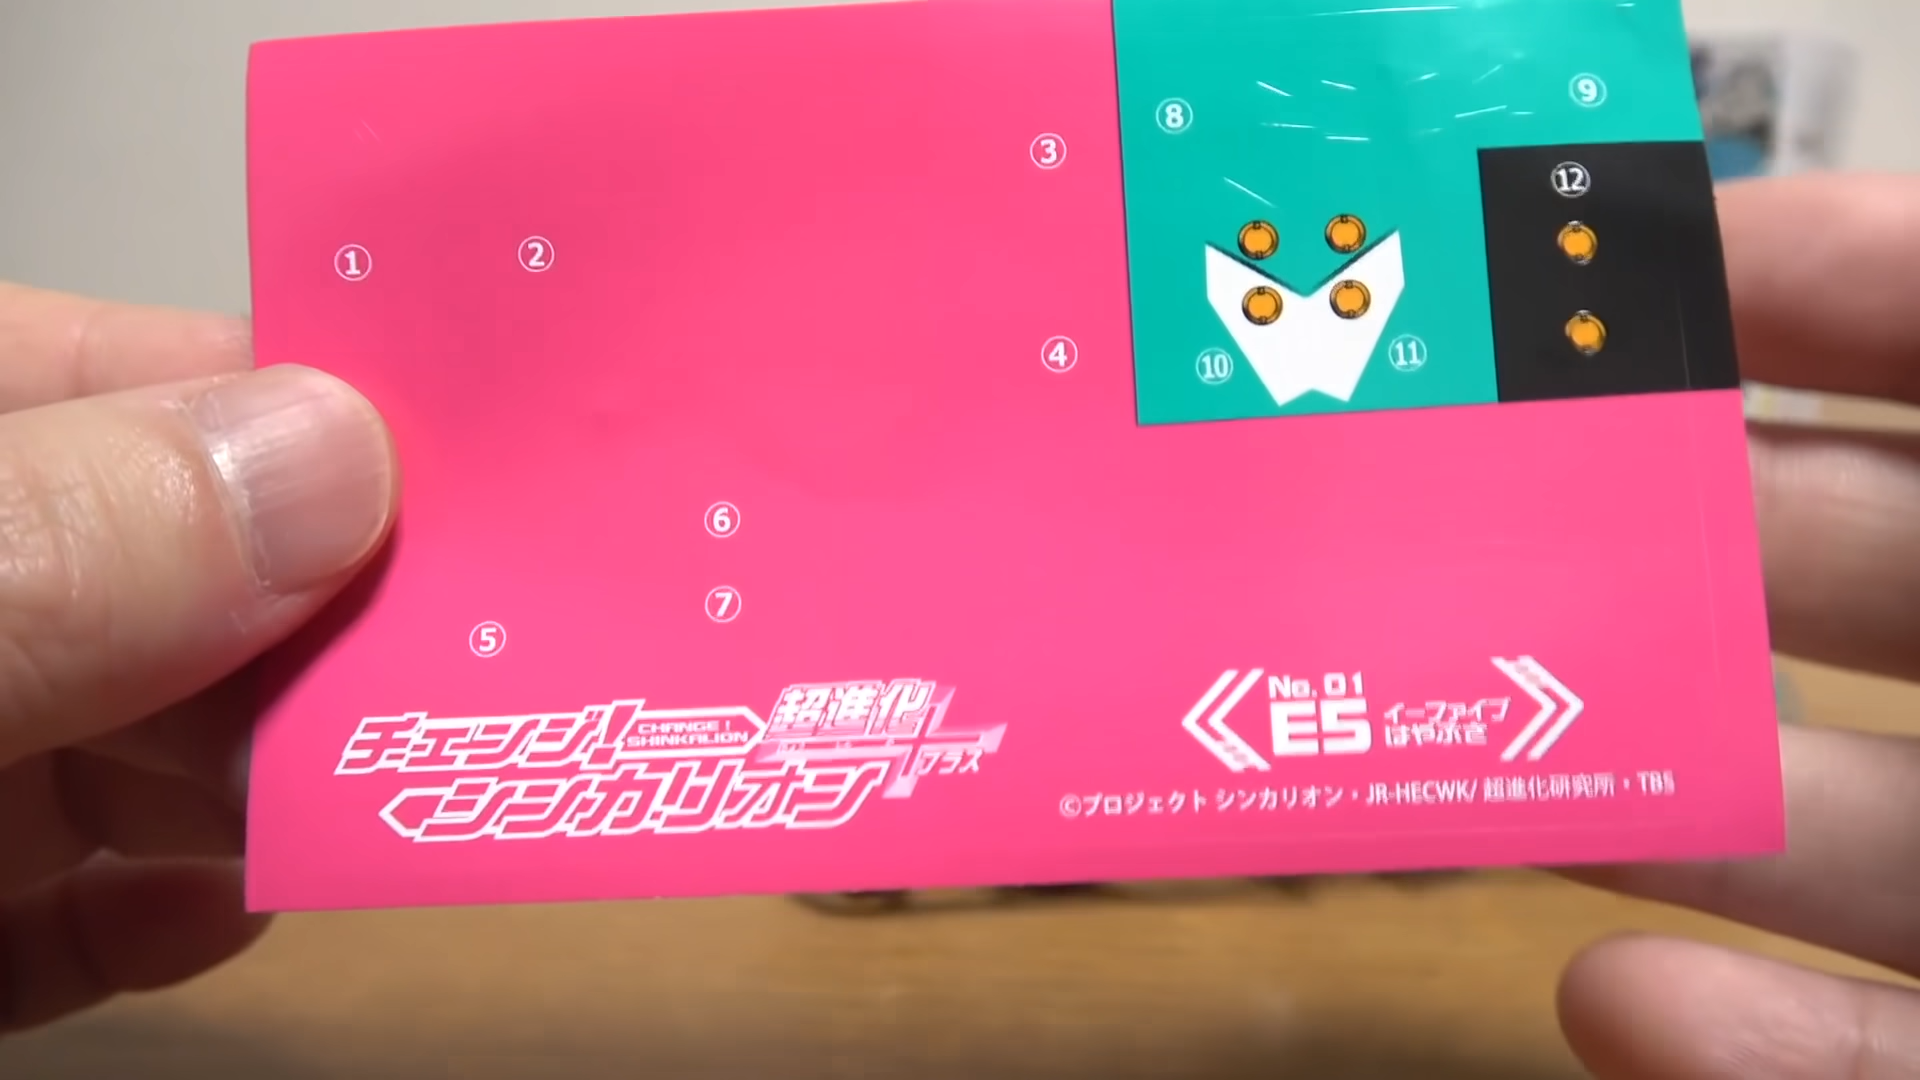 ③
⑧
⑨
⑫
①
②
④
⑩
⑪
⑥
⑦
⑤
チェンジ!
CHANGE!
SHINKALION
超進化
プラス
シンカリオン
No.01
E5
イーファイブ
はやぶさ
©プロジェクト シンカリオン・JR-HECWK/ 超進化研究所・TBS